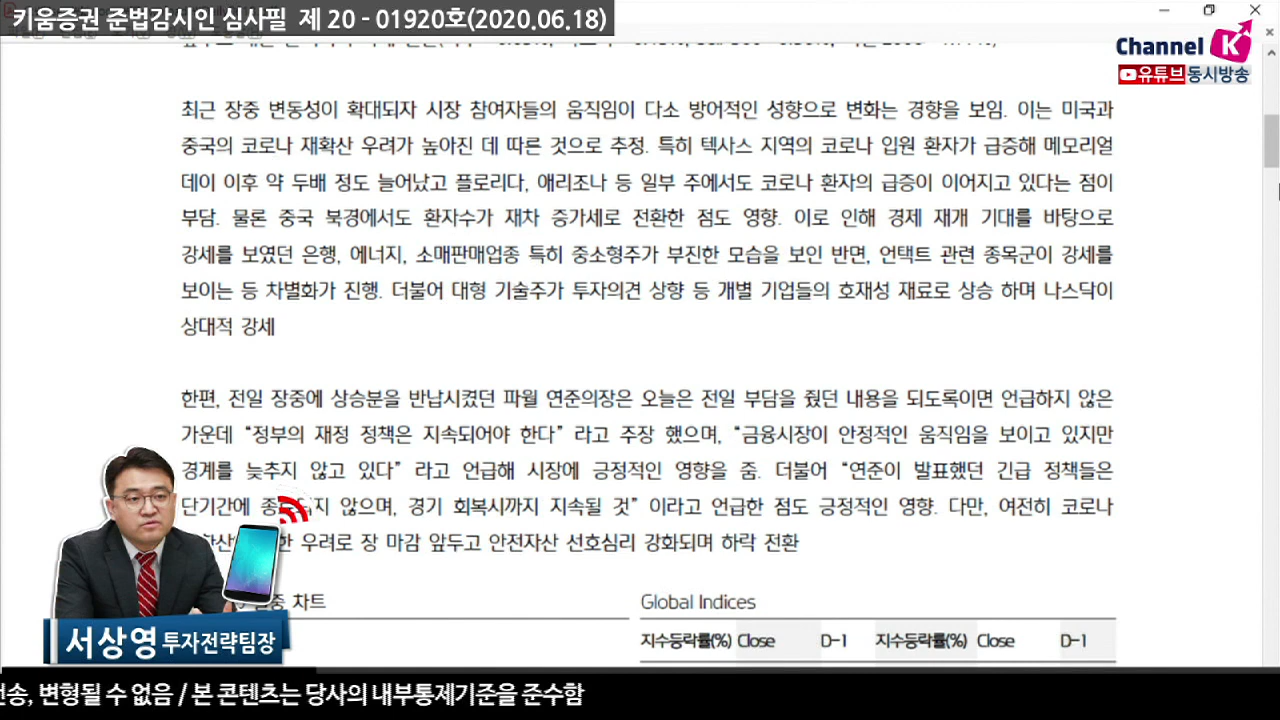 키움증권 준법감시인 심사필 제 20 - 01920호(2020.06.18)
Channel K
유튜브동시방송
최근 장중 변동성이 확대되자 시장 참여자들의 움직임이 다소 방어적인 성향으로 변화는 경향을 보임. 이는 미국과
중국의 코로나 재확산 우려가 높아진 데 따른 것으로 추정. 특히 텍사스 지역의 코로나 입원 환자가 급증해 메모리얼
데이 이후 약 두배 정도 늘어났고 플로리다, 애리조나 등 일부 주에서도 코로나 환자의 급증이 이어지고 있다는 점이
부담. 물론 중국 북경에서도 환자수가 재차 증가세로 전환한 점도 영향. 이로 인해 경제 재개 기대를 바탕으로
강세를 보였던 은행, 에너지, 소매판매업종 특히 중소형주가 부진한 모습을 보인 반면, 언택트 관련 종목군이 강세를
보이는 등 차별화가 진행. 더불어 대형 기술주가 투자의견 상향 등 개별 기업들의 호재성 재료로 상승 하며 나스닥이
상대적 강세
한편, 전일 장중에 상승분을 반납시켰던 파월 연준의장은 오늘은 전일 부담을 줬던 내용을 되도록이면 언급하지 않은
가운데 “정부의 재정 정책은 지속되어야 한다” 라고 주장 했으며, “금융시장이 안정적인 움직임을 보이고 있지만
경계를 늦추지 않고 있다” 라고 언급해 시장에 긍정적인 영향을 줌. 더불어 “연준이 발표했던 긴급 정책들은
단기간에 않으며, 경기 회복시까지 지속될 것” 이라고 언급한 점도 긍정적인 영향. 다만, 여전히 코로나
우려로 장 마감 앞두고 안전자산 선호심리 강화되며 하락 전환
차트
Global Indices
지수등락률(%) Close D-1 지수등락률(%) Close D-1
서상영 투자전략팀장
전송, 변형될 수 없음 / 본 콘텐츠는 당사의 내부통제기준을 준수함